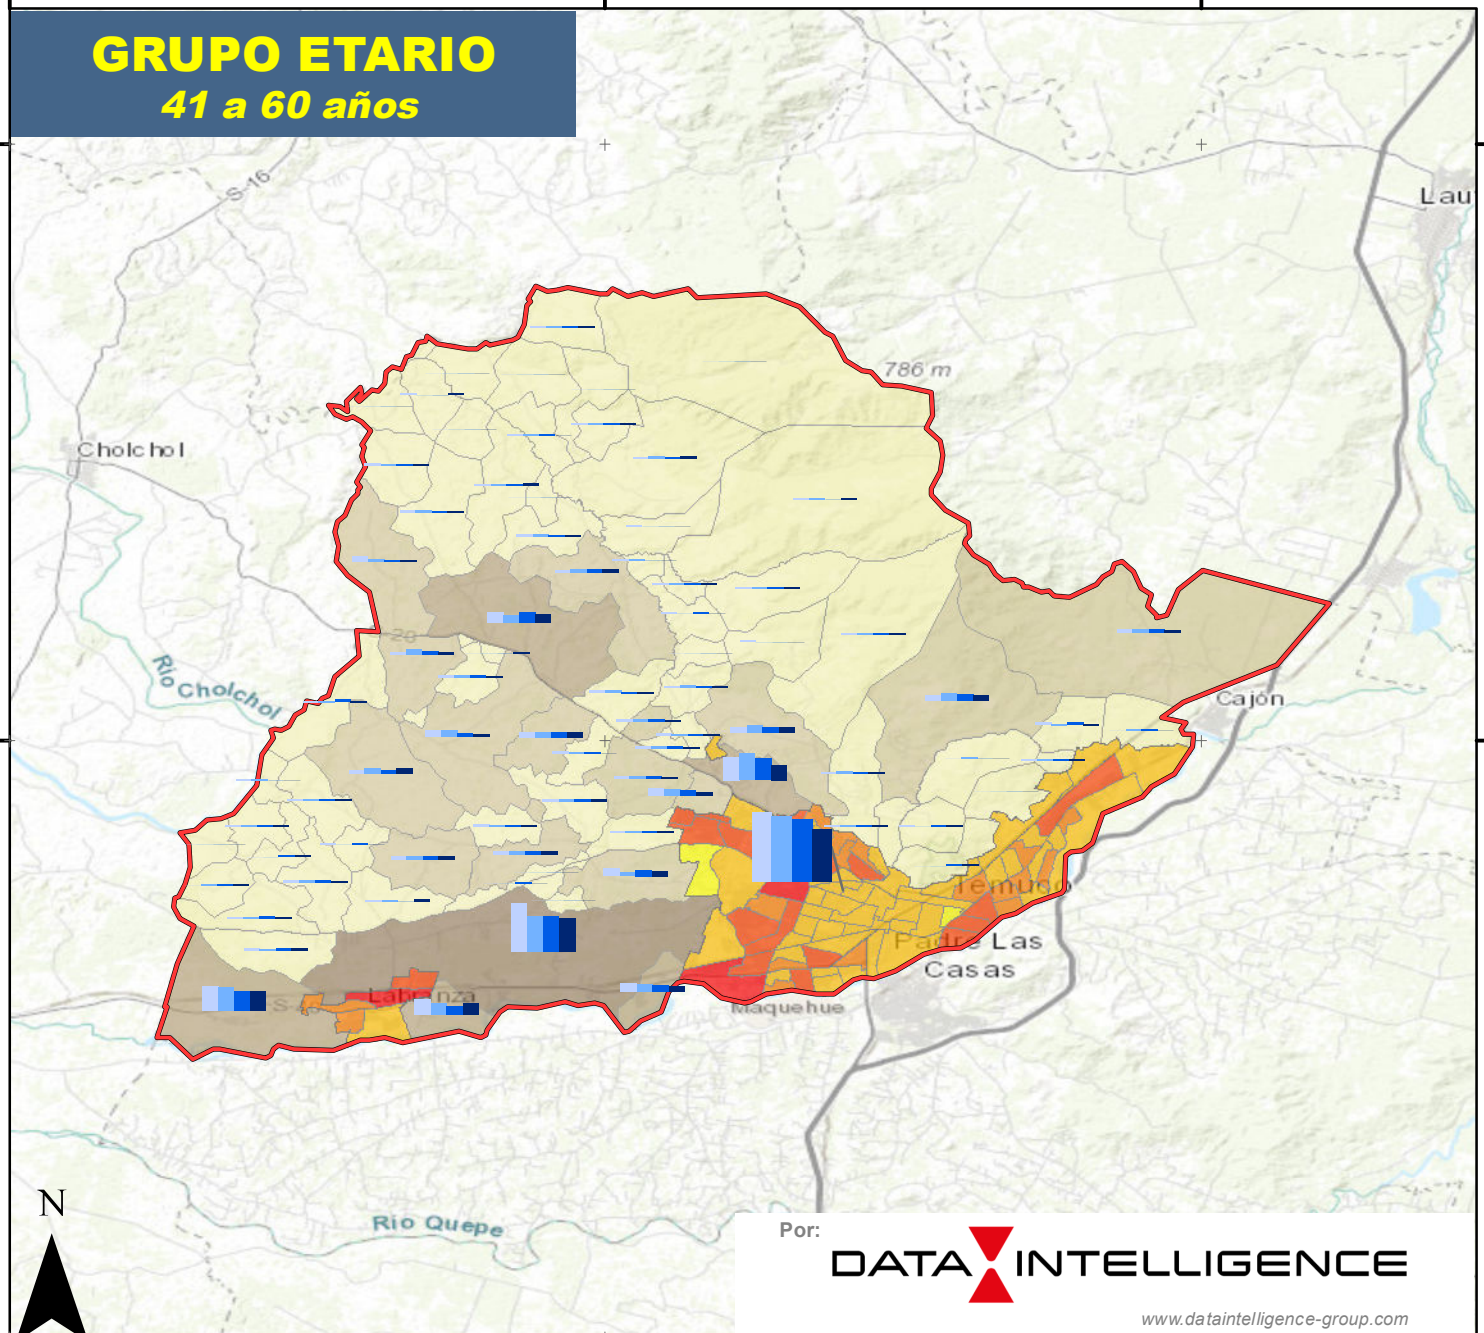 GRUPO ETARIO
41 a 60 años
S-16
Lau
786 m
Cholchol
Río Cholchol
Cajón
Temuco
Padre Las
Casas
Labranza
Maquehue
Río Quepe
N
Por:
DATA INTELLIGENCE
www.dataintelligence-group.com